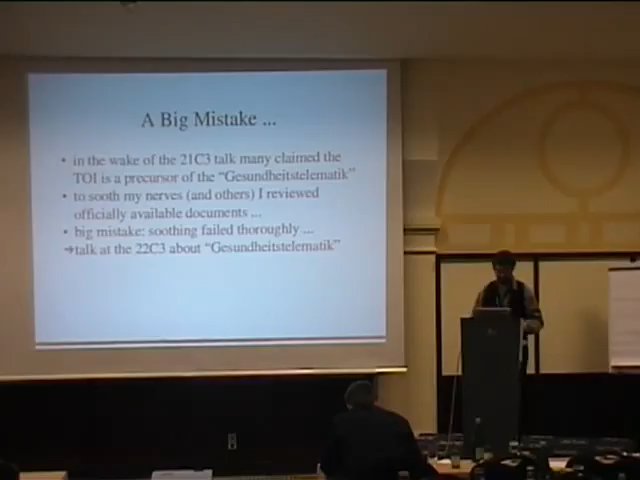 A Big Mistake ...
• in the wake of the 21C3 talk many claimed the
TOI is a precursor of the “Gesundheitstelematik”
• to sooth my nerves (and others) I reviewed
officially available documents ...
• big mistake: soothing failed thoroughly ...
➔talk at the 22C3 about “Gesundheitstelematik”